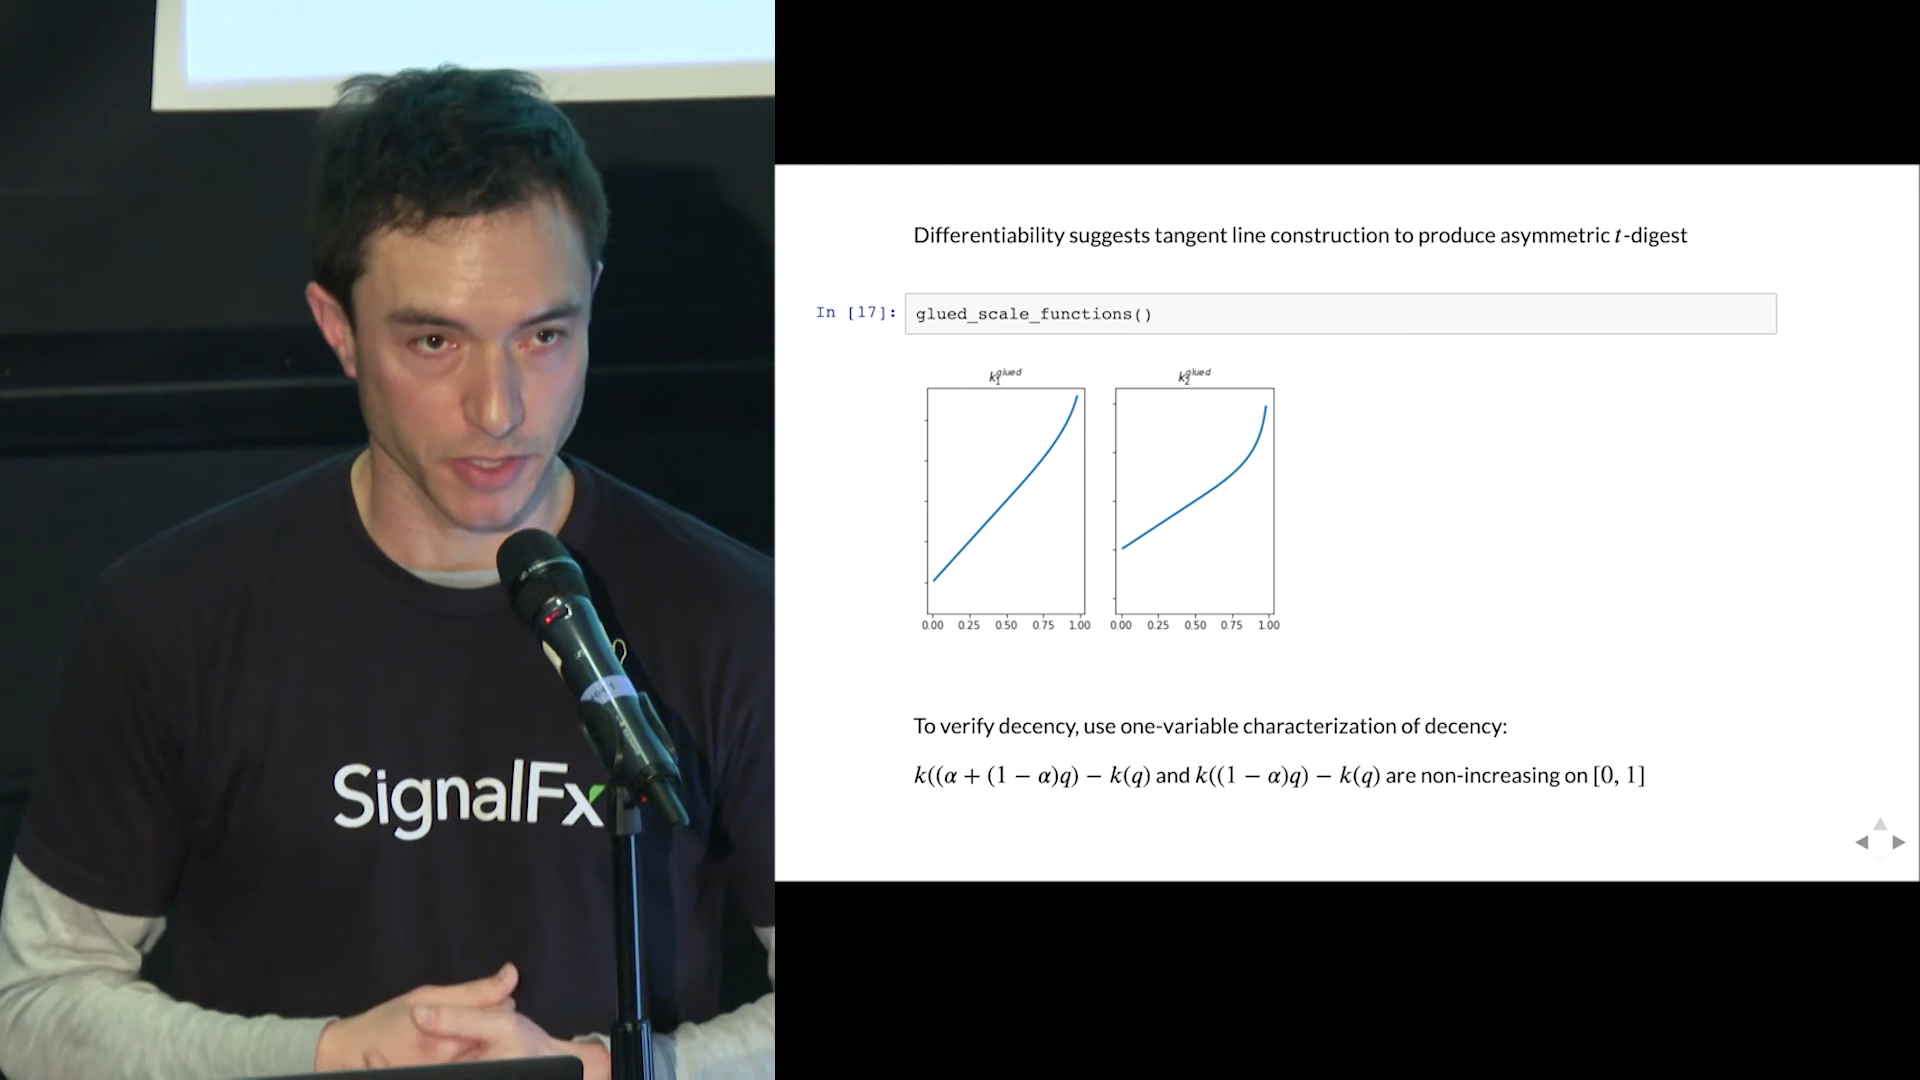 SignalFx
Differentiability suggests tangent line construction to produce asymmetric t-digest
In [17]: glued_scale_functions()
k₁^glued k₂^glued
0.00 0.25 0.50 0.75 1.00 0.00 0.25 0.50 0.75 1.00
To verify decency, use one-variable characterization of decency:
k((α + (1 − α)q) − k(q) and k((1 − α)q) − k(q) are non-increasing on [0, 1]